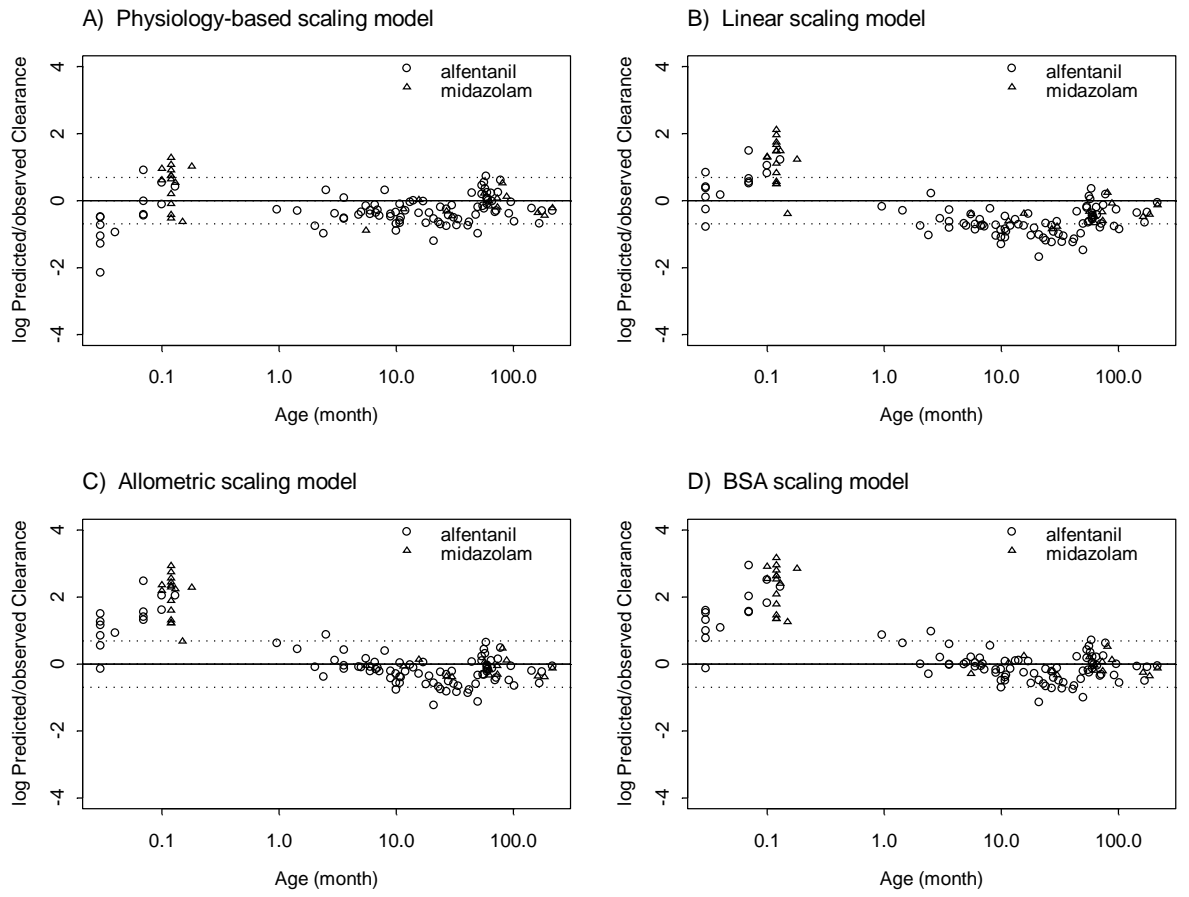 A) Physiology-based scaling model
log Predicted/observed Clearance
4
2
0
-2
-4
alfentanil
midazolam
0.1 1.0 10.0 100.0
Age (month)
B) Linear scaling model
log Predicted/observed Clearance
4
2
0
-2
-4
alfentanil
midazolam
0.1 1.0 10.0 100.0
Age (month)
C) Allometric scaling model
log Predicted/observed Clearance
4
2
0
-2
-4
alfentanil
midazolam
0.1 1.0 10.0 100.0
Age (month)
D) BSA scaling model
log Predicted/observed Clearance
4
2
0
-2
-4
alfentanil
midazolam
0.1 1.0 10.0 100.0
Age (month)